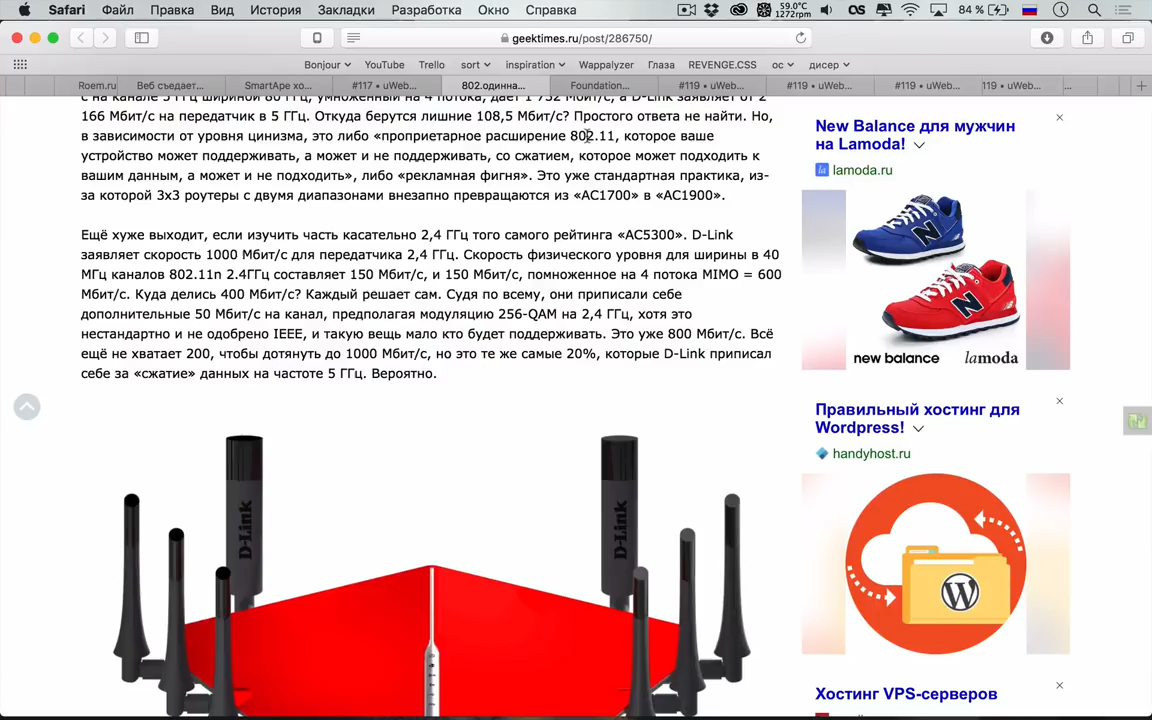 Safari Файл Правка Вид История Закладки Разработка Окно Справка 59.0°C 1272rpm 84 %
geektimes.ru/post/286750/
Bonjour YouTube Trello sort inspiration Wappalyzer Глаза REVENGE.CSS ос дисер
Roem.ru Веб съедает... SmartApe хо... #117 – uWeb... 802.одинна... Foundation... #119 – uWeb... #119 – uWeb... #119 – uWeb... 119 – uWeb... ...
166 Мбит/с на передатчик в 5 ГГц. Откуда берутся лишние 108,5 Мбит/с? Простого ответа не найти. Но,
в зависимости от уровня цинизма, это либо «проприетарное расширение 802.11, которое ваше
устройство может поддерживать, а может и не поддерживать, со сжатием, которое может подходить к
вашим данным, а может и не подходить», либо «рекламная фигня». Это уже стандартная практика, из-
за которой 3x3 роутеры с двумя диапазонами внезапно превращаются из «AC1700» в «AC1900».
Ещё хуже выходит, если изучить часть касательно 2,4 ГГц того самого рейтинга «AC5300». D-Link
заявляет скорость 1000 Мбит/с для передатчика 2,4 ГГц. Скорость физического уровня для ширины в 40
МГц каналов 802.11n 2.4ГГц составляет 150 Мбит/с, и 150 Мбит/с, помноженное на 4 потока MIMO = 600
Мбит/с. Куда делись 400 Мбит/с? Каждый решает сам. Судя по всему, они приписали себе
дополнительные 50 Мбит/с на канал, предполагая модуляцию 256-QAM на 2,4 ГГц, хотя это
нестандартно и не одобрено IEEE, и такую вещь мало кто будет поддерживать. Это уже 800 Мбит/с. Всё
ещё не хватает 200, чтобы дотянуть до 1000 Мбит/с, но это те же самые 20%, которые D-Link приписал
себе за «сжатие» данных на частоте 5 ГГц. Вероятно.
D-Link
D-Link
New Balance для мужчин
на Lamoda!
lamoda.ru
new balance lamoda
Правильный хостинг для
Wordpress!
handyhost.ru
Хостинг VPS-серверов